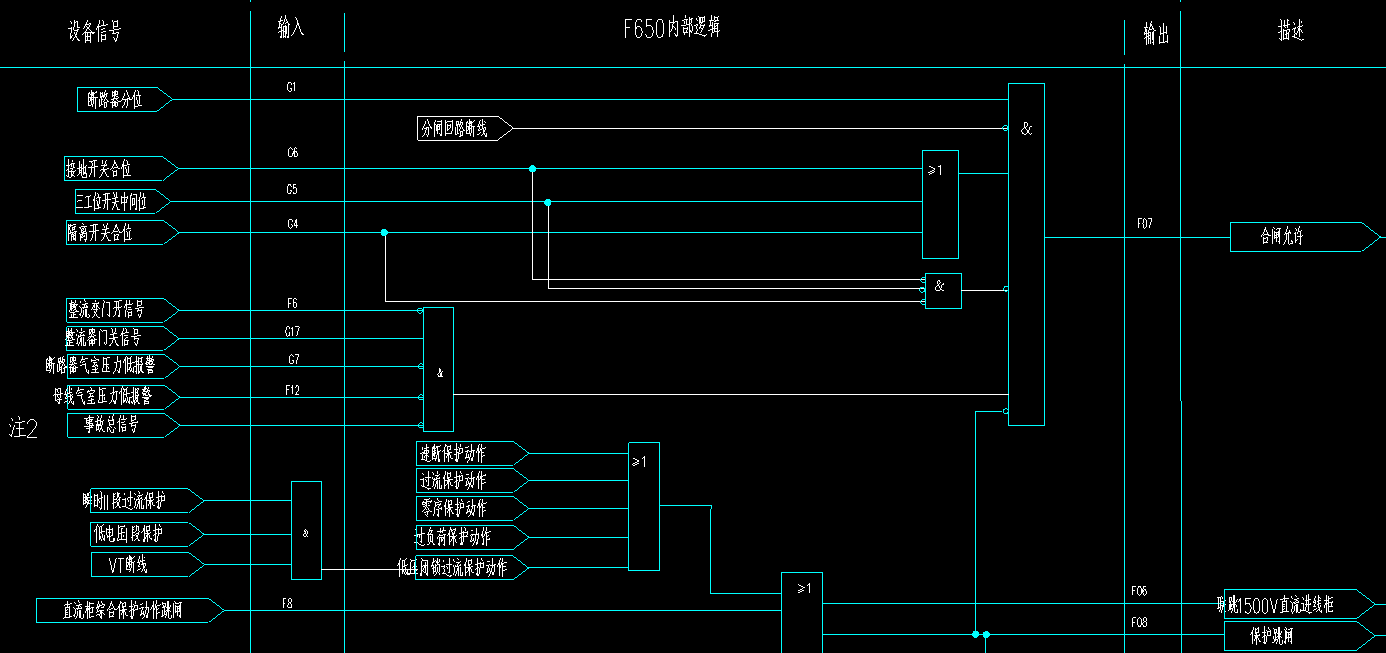 设备信号 输入 F650内部逻辑 输出 描述
断路器分位 G1
分闸回路断线 &
接地开关合位 G6 ≥1
三工位开关中间位 G5
隔离开关合位 G4 F07 合闸允许
&
整流变门开信号 F6
整流器门关信号 G17
断路器气室压力低报警 G7 &
母线气室压力低报警 F12
注2 事故总信号
速断保护动作 ≥1
过流保护动作
瞬时II段过流保护 零序保护动作
低电压I段保护 & 过负荷保护动作
VT断线 低压闭锁过流保护动作
≥1 F06
直流柜综合保护动作跳闸 F8 联跳1500V直流进线柜
F08 保护跳闸